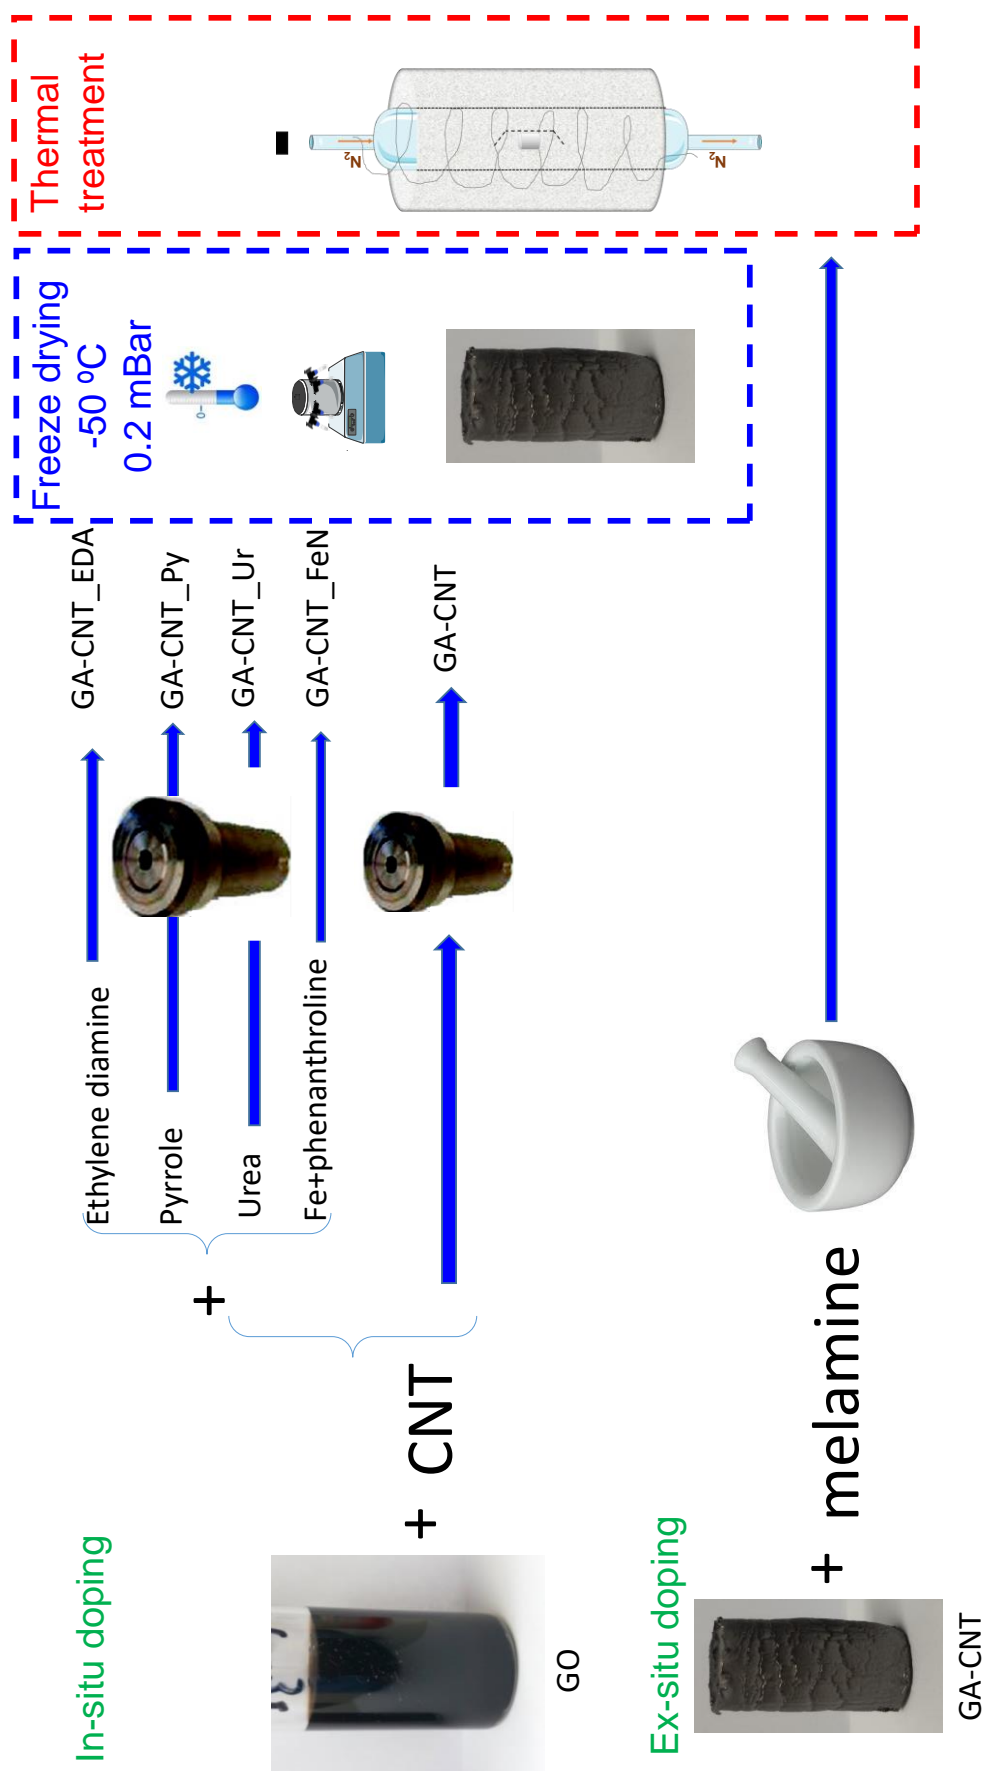 In-situ doping
GO
+ CNT
+
Ethylene diamine
Pyrrole
Urea
Fe+phenanthroline
GA-CNT_EDA
GA-CNT_Py
GA-CNT_Ur
GA-CNT_FeN
GA-CNT
Freeze drying
-50 ºC
0.2 mBar
Thermal
treatment
N₂
N₂
Ex-situ doping
GA-CNT
+ melamine